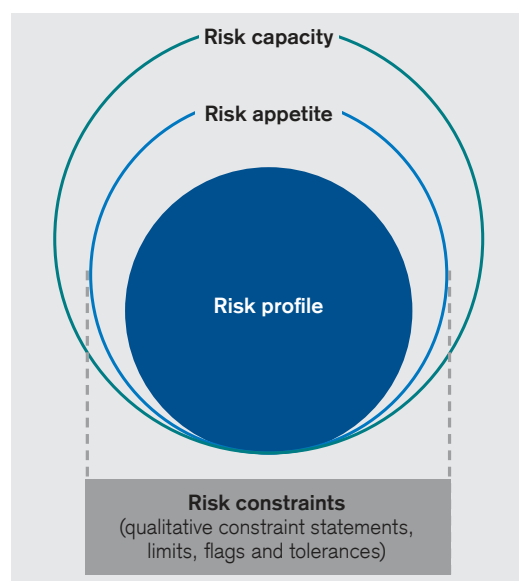 Risk capacity
Risk appetite
Risk profile
Risk constraints
(qualitative constraint statements,
limits, flags and tolerances)